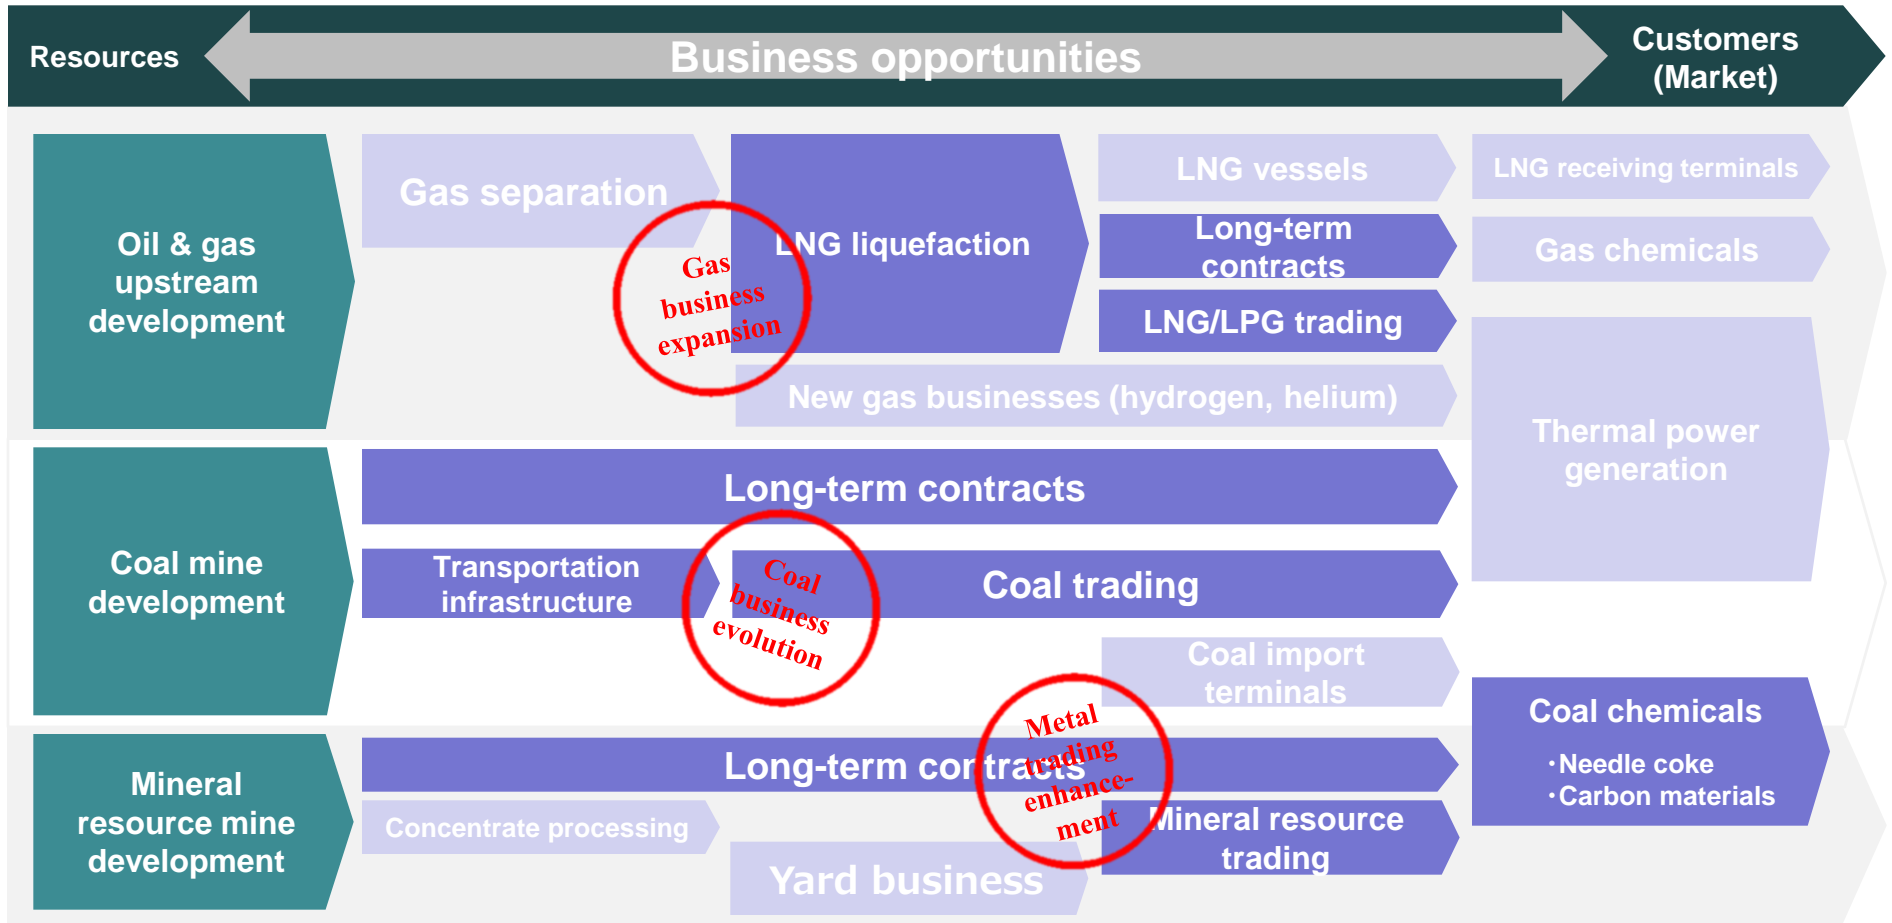 Resources
Business opportunities
Customers
(Market)
Oil & gas
upstream
development
Gas separation
LNG liquefaction
LNG vessels
Long-term
contracts
LNG/LPG trading
LNG receiving terminals
Gas chemicals
Gas
business
expansion
New gas businesses (hydrogen, helium)
Thermal power
generation
Coal mine
development
Long-term contracts
Transportation
infrastructure
Coal trading
Coal
business
evolution
Coal import
terminals
Coal chemicals
・Needle coke
・Carbon materials
Mineral
resource mine
development
Long-term contracts
Metal
trading
enhance-
ment
Concentrate processing
Yard business
Mineral resource
trading